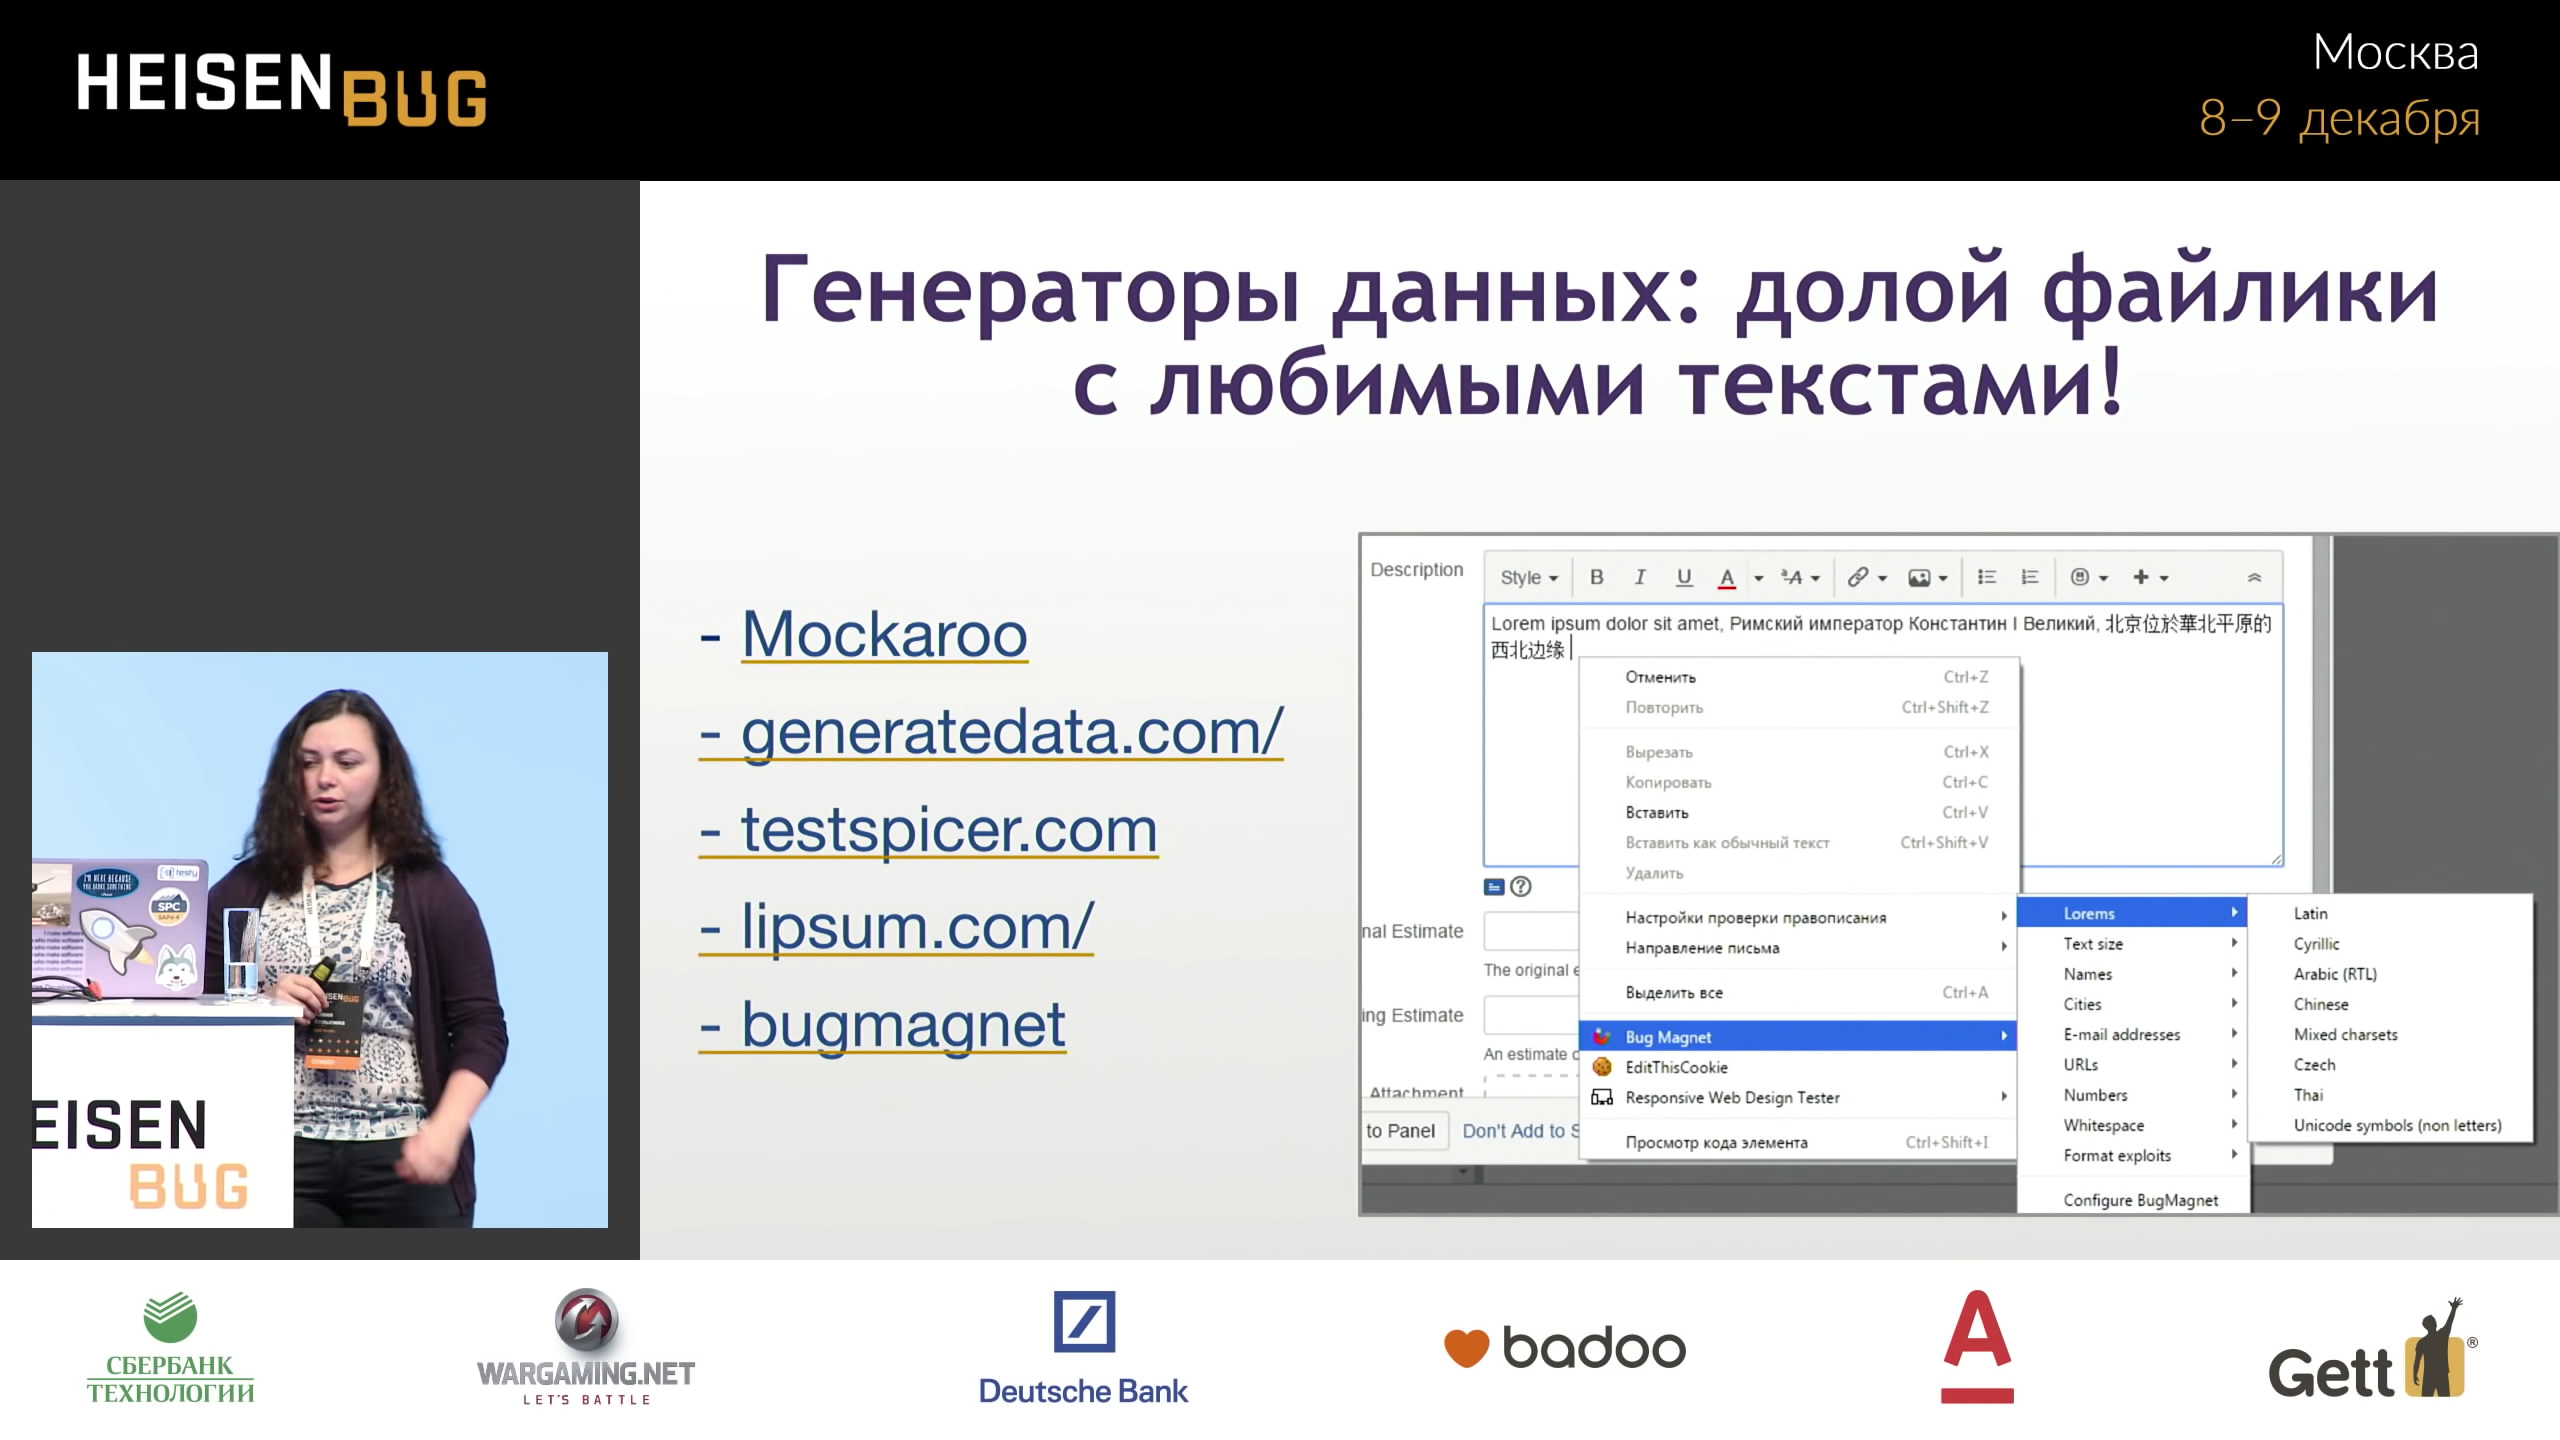 HEISENBUG
Москва
8–9 декабря
Генераторы данных: долой файлики
с любимыми текстами!
- Mockaroo
- generatedata.com/
- testspicer.com
- lipsum.com/
- bugmagnet
Description
Style
B I U A
Lorem ipsum dolor sit amet, Римский император Константин I Великий, 北京位於華北平原的
西北边缘
Отменить Ctrl+Z
Повторить Ctrl+Shift+Z
Вырезать Ctrl+X
Копировать Ctrl+C
Вставить Ctrl+V
Вставить как обычный текст Ctrl+Shift+V
Удалить
Настройки проверки правописания
Направление письма
Выделить все Ctrl+A
Bug Magnet
EditThisCookie
Responsive Web Design Tester
Просмотр кода элемента Ctrl+Shift+I
nal Estimate
The original e
ing Estimate
An estimate
Attachment
to Panel
Don't Add to S
Lorems
Text size
Names
Cities
E-mail addresses
URLs
Numbers
Whitespace
Format exploits
Configure BugMagnet
Latin
Cyrillic
Arabic (RTL)
Chinese
Mixed charsets
Czech
Thai
Unicode symbols (non letters)
I'M HERE BECAUSE
YOU BROKE SOMETHING
testy
SPC
EISEN
BUG
СБЕРБАНК
ТЕХНОЛОГИИ
WARGAMING.NET
LET'S BATTLE
Deutsche Bank
badoo
A
Gett®